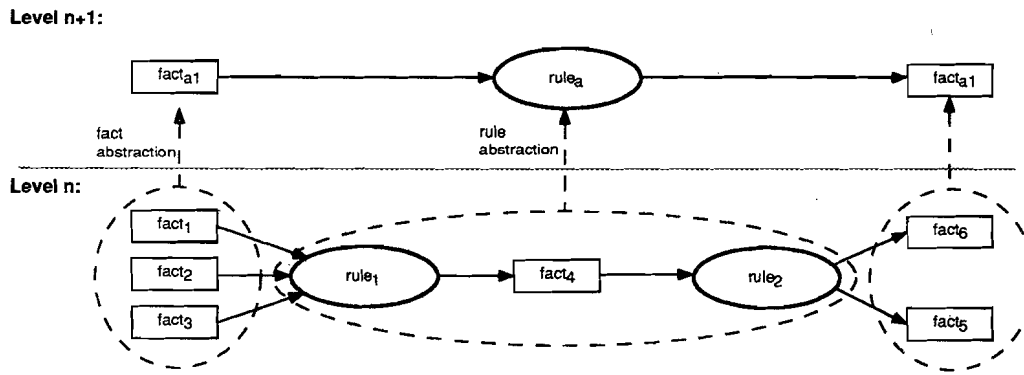 Level n+1:
fact_a1
rule_a
fact_a1
fact
abstraction
rule
abstraction
Level n:
fact_1
fact_2
fact_3
rule_1
fact_4
rule_2
fact_6
fact_5